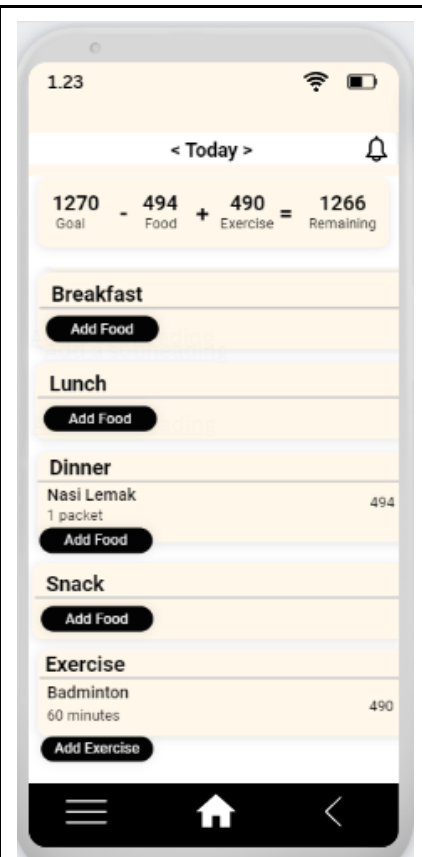 1.23
< Today >
1270 - 494 + 490 = 1266
Goal Food Exercise Remaining
Breakfast
Add Food
Lunch
Add Food
Dinner
Nasi Lemak 494
1 packet
Add Food
Snack
Add Food
Exercise
Badminton
60 minutes 490
Add Exercise